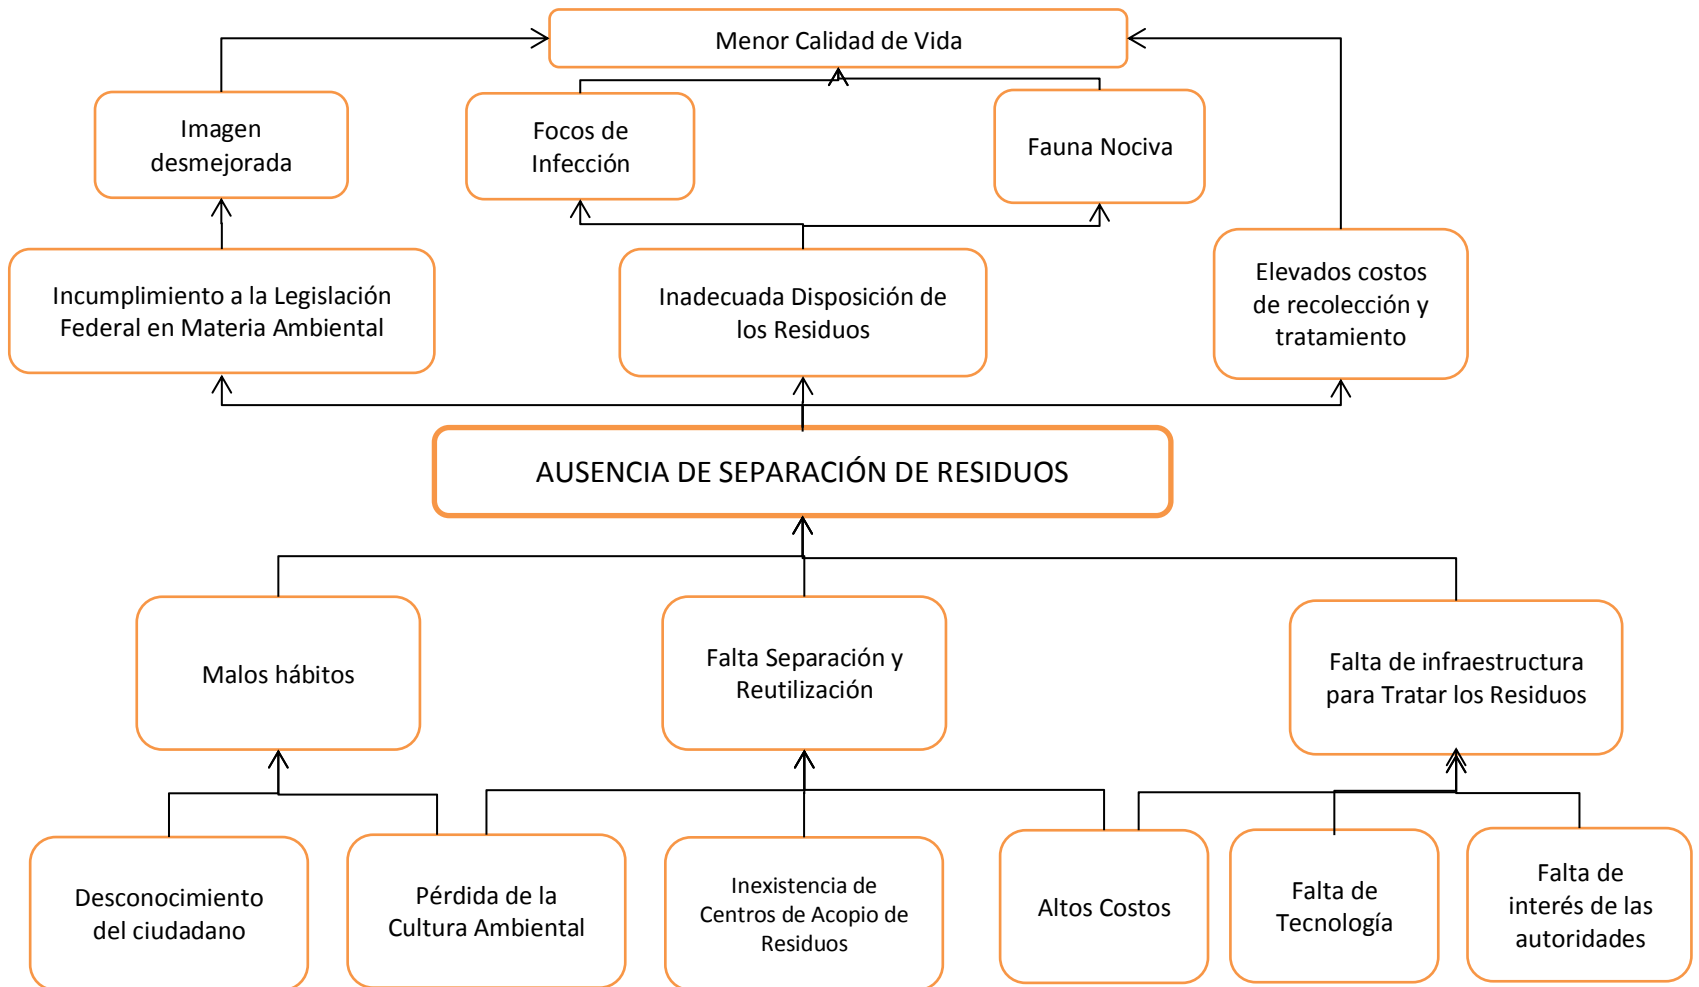 Menor Calidad de Vida
Imagen
desmejorada
Focos de
Infección
Fauna Nociva
Incumplimiento a la Legislación
Federal en Materia Ambiental
Inadecuada Disposición de
los Residuos
Elevados costos
de recolección y
tratamiento
AUSENCIA DE SEPARACIÓN DE RESIDUOS
Malos hábitos
Falta Separación y
Reutilización
Falta de infraestructura
para Tratar los Residuos
Desconocimiento
del ciudadano
Pérdida de la
Cultura Ambiental
Inexistencia de
Centros de Acopio de
Residuos
Altos Costos
Falta de
Tecnología
Falta de
interés de las
autoridades